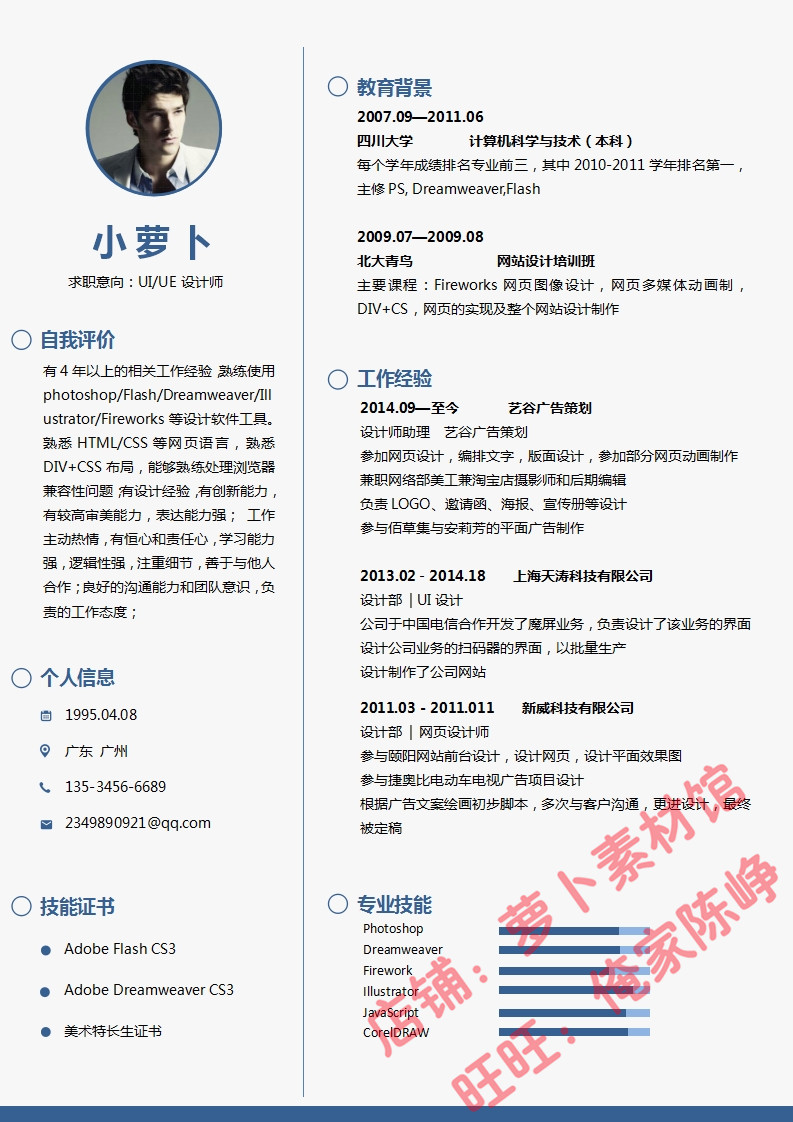 小萝卜
求职意向：UI/UE 设计师
自我评价
有 4 年以上的相关工作经验,熟练使用
photoshop/Flash/Dreamweaver/Ill
ustrator/Fireworks 等设计软件工具。
熟悉 HTML/CSS 等网页语言，熟悉
DIV+CSS 布局，能够熟练处理浏览器
兼容性问题 ;有设计经验 ,有创新能力，
有较高审美能力，表达能力强； 工作
主动热情，有恒心和责任心，学习能力
强，逻辑性强，注重细节，善于与他人
合作；良好的沟通能力和团队意识，负
责的工作态度；
个人信息
1995.04.08
广东 广州
135-3456-6689
2349890921@qq.com
技能证书
Adobe Flash CS3
Adobe Dreamweaver CS3
美术特长生证书
教育背景
2007.09—2011.06
四川大学 计算机科学与技术（本科）
每个学年成绩排名专业前三，其中 2010-2011 学年排名第一，
主修 PS, Dreamweaver,Flash
2009.07—2009.08
北大青鸟 网站设计培训班
主要课程：Fireworks 网页图像设计，网页多媒体动画制，
DIV+CS，网页的实现及整个网站设计制作
工作经验
2014.09—至今 艺谷广告策划
设计师助理 艺谷广告策划
参加网页设计，编排文字，版面设计，参加部分网页动画制作
兼职网络部美工兼淘宝店摄影师和后期编辑
负责 LOGO、邀请函、海报、宣传册等设计
参与佰草集与安莉芳的平面广告制作
2013.02 - 2014.18 上海天涛科技有限公司
设计部 | UI 设计
公司于中国电信合作开发了魔屏业务，负责设计了该业务的界面
设计公司业务的扫码器的界面，以批量生产
设计制作了公司网站
2011.03 - 2011.011 新威科技有限公司
设计部 | 网页设计师
参与颐阳网站前台设计，设计网页，设计平面效果图
参与捷奥比电动车电视广告项目设计
根据广告文案绘画初步脚本，多次与客户沟通，更进设计，最终
被定稿
专业技能
Photoshop
Dreamweaver
Firework
Illustrator
JavaScript
CorelDRAW
店铺：萝卜素材馆
旺旺：俺家陈峥